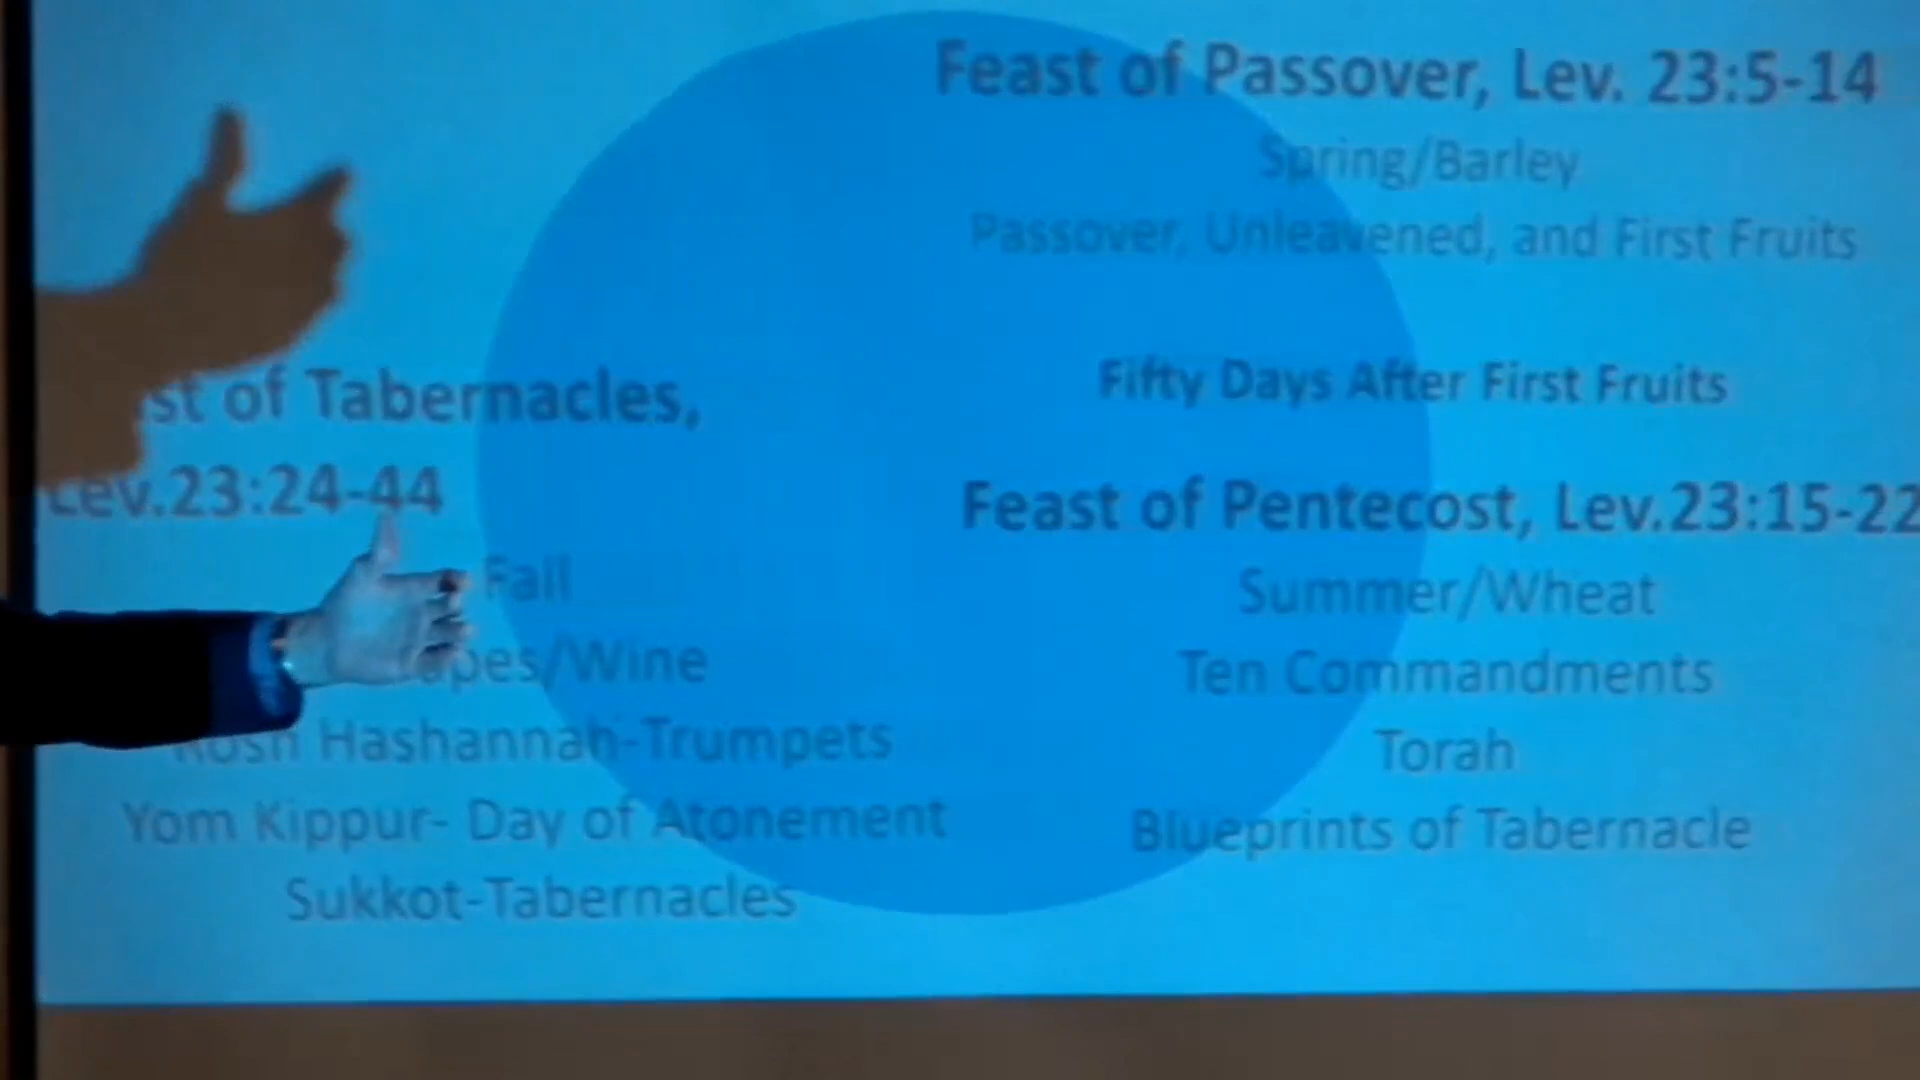 Feast of Passover, Lev. 23:5-14
Spring/Barley
Passover, Unleavened, and First Fruits
Fifty Days After First Fruits
Feast of Pentecost, Lev.23:15-22
Summer/Wheat
Ten Commandments
Torah
Blueprints of Tabernacle
st of Tabernacles,
Lev.23:24-44
Fall
pes/Wine
Rosh Hashannah-Trumpets
Yom Kippur- Day of Atonement
Sukkot-Tabernacles